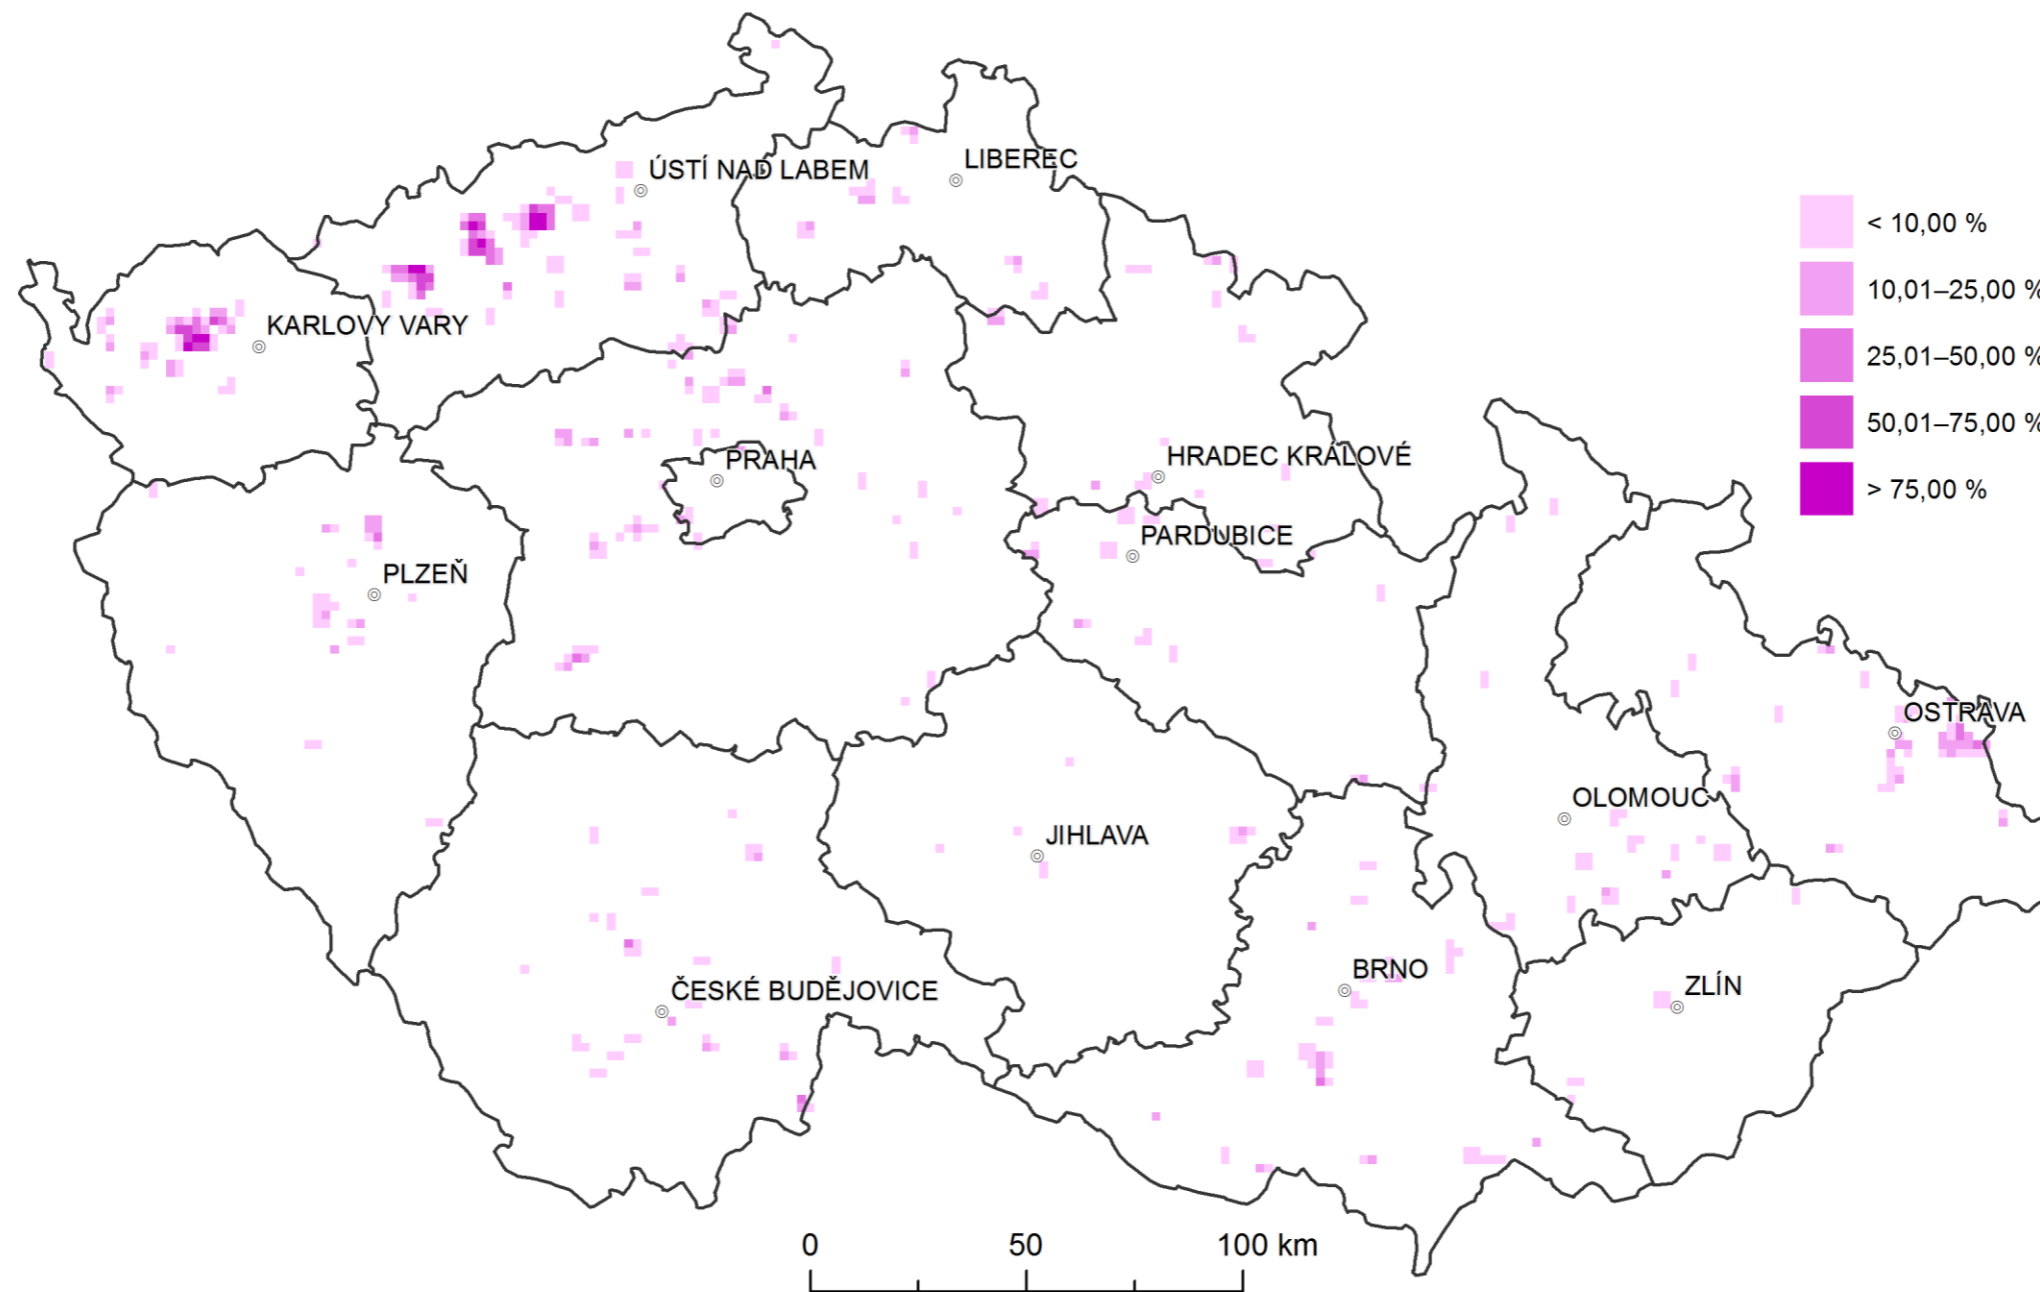 LIBEREC
ÚSTÍ NAD LABEM
< 10,00 %
10,01–25,00 %
KARLOVY VARY
25,01–50,00 %
50,01–75,00 %
PRAHA
HRADEC KRÁLOVÉ
> 75,00 %
PARDUBICE
PLZEŇ
OSTRAVA
OLOMOUC
JIHLAVA
BRNO
ZLÍN
ČESKÉ BUDĚJOVICE
0 50 100 km